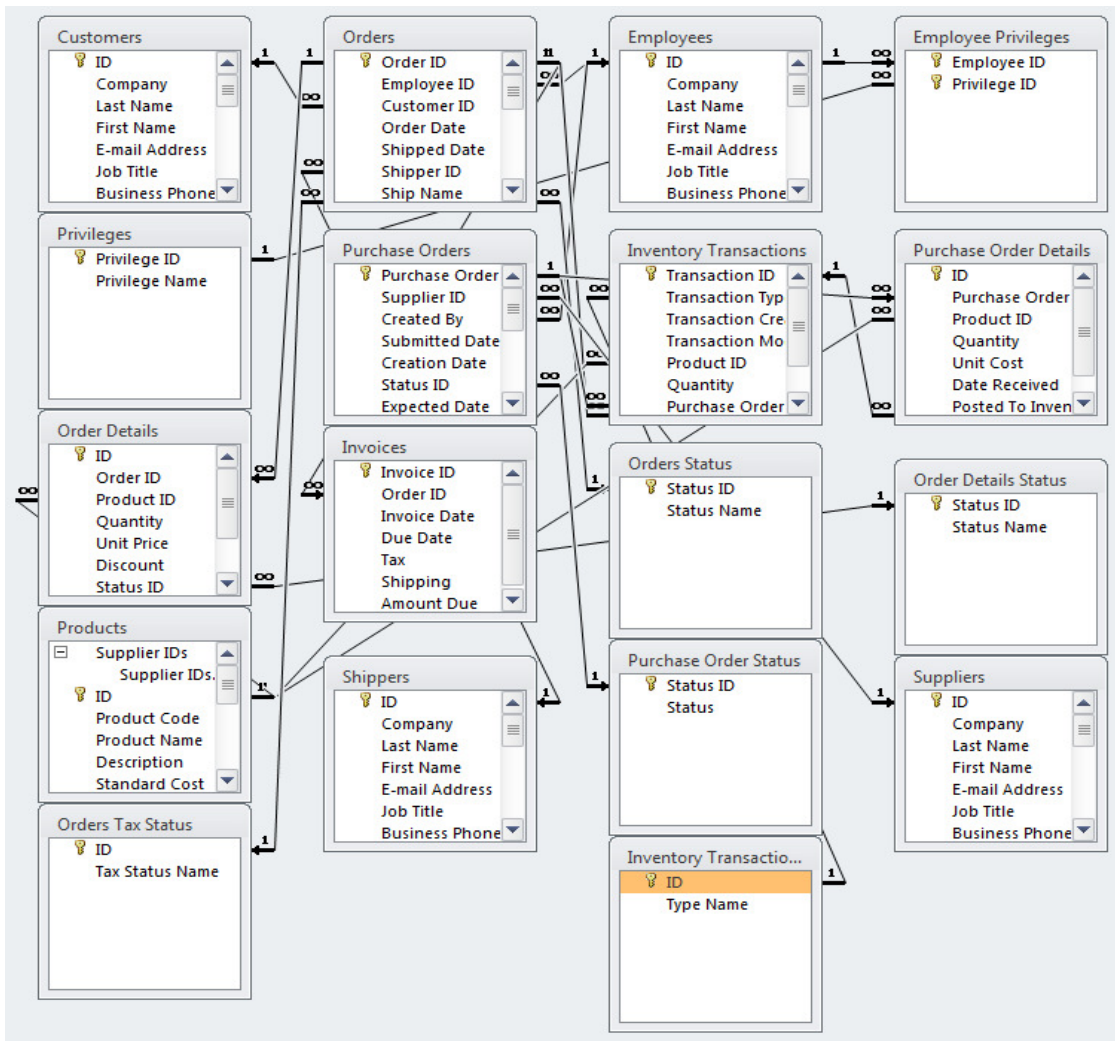 Customers
ID
Company
Last Name
First Name
E-mail Address
Job Title
Business Phone
Orders
Order ID
Employee ID
Customer ID
Order Date
Shipped Date
Shipper ID
Ship Name
Employees
ID
Company
Last Name
First Name
E-mail Address
Job Title
Business Phone
Employee Privileges
Employee ID
Privilege ID
Privileges
Privilege ID
Privilege Name
Purchase Orders
Purchase Order
Supplier ID
Created By
Submitted Date
Creation Date
Status ID
Expected Date
Inventory Transactions
Transaction ID
Transaction Typ
Transaction Cre
Transaction Mo
Product ID
Quantity
Purchase Order
Purchase Order Details
ID
Purchase Order
Product ID
Quantity
Unit Cost
Date Received
Posted To Inven
Order Details
ID
Order ID
Product ID
Quantity
Unit Price
Discount
Status ID
Invoices
Invoice ID
Order ID
Invoice Date
Due Date
Tax
Shipping
Amount Due
Orders Status
Status ID
Status Name
Order Details Status
Status ID
Status Name
Products
Supplier IDs
Supplier IDs.
ID
Product Code
Product Name
Description
Standard Cost
Shippers
ID
Company
Last Name
First Name
E-mail Address
Job Title
Business Phone
Purchase Order Status
Status ID
Status
Suppliers
ID
Company
Last Name
First Name
E-mail Address
Job Title
Business Phone
Orders Tax Status
ID
Tax Status Name
Inventory Transactio...
ID
Type Name